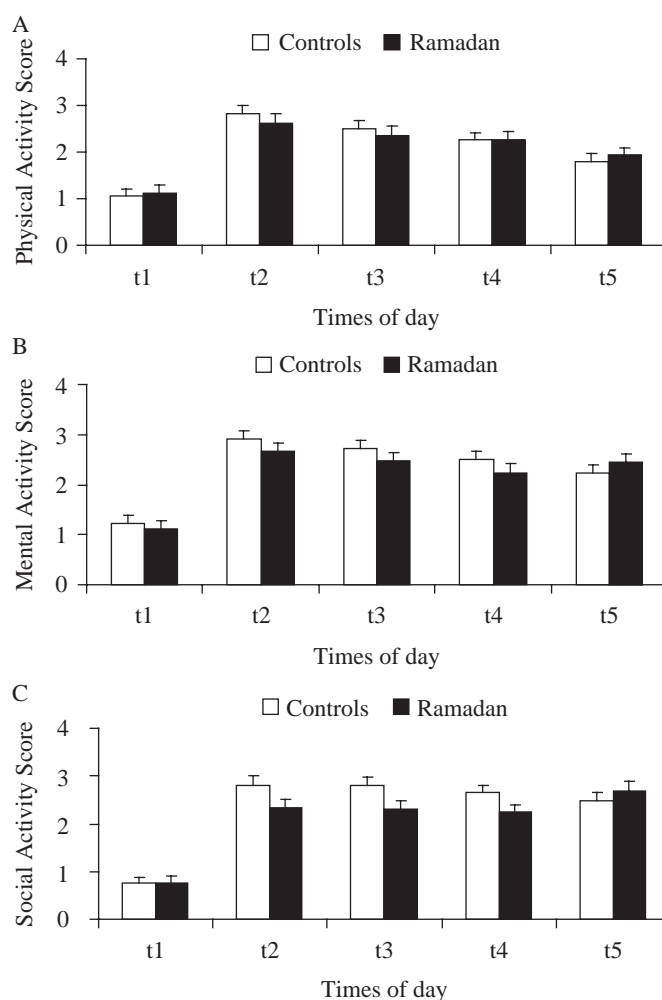 A
Controls Ramadan
Physical Activity Score
4
3
2
1
0
t1 t2 t3 t4 t5
Times of day
B
Controls Ramadan
Mental Activity Score
4
3
2
1
0
t1 t2 t3 t4 t5
Times of day
C
Controls Ramadan
Social Activity Score
4
3
2
1
0
t1 t2 t3 t4 t5
Times of day